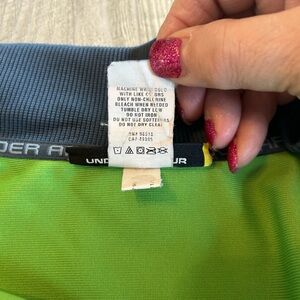 MACHINE WASH COLD
WITH LIKE COLORS
ONLY NON-CHLORINE
BLEACH WHEN NEEDED
TUMBLE DRY LOW
DO NOT IRON
DO NOT USE SOFTENERS
DO NOT DRY CLEAN
DER A
UND UR